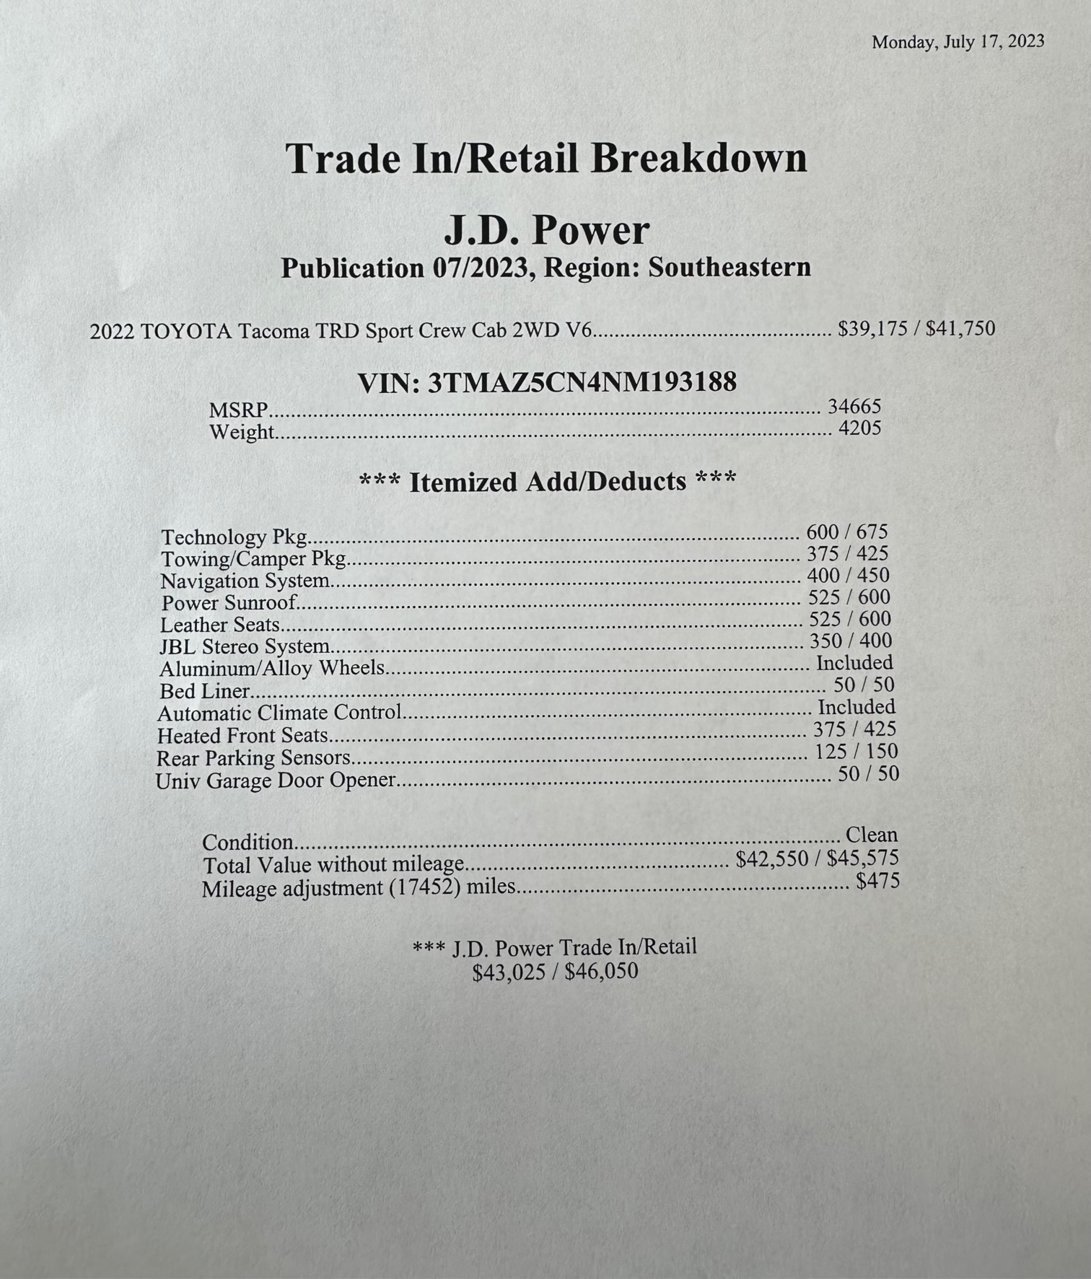 Monday, July 17, 2023
Trade In/Retail Breakdown
J.D. Power
Publication 07/2023, Region: Southeastern
2022 TOYOTA Tacoma TRD Sport Crew Cab 2WD V6........................................... $39,175 / $41,750
VIN: 3TMAZ5CN4NM193188
MSRP.................................................................................................... 34665
Weight.................................................................................................... 4205
*** Itemized Add/Deducts ***
Technology Pkg......................................................................................... 600 / 675
Towing/Camper Pkg.................................................................................. 375 / 425
Navigation System..................................................................................... 400 / 450
Power Sunroof........................................................................................... 525 / 600
Leather Seats.............................................................................................. 525 / 600
JBL Stereo System..................................................................................... 350 / 400
Aluminum/Alloy Wheels............................................................................. Included
Bed Liner........................................................................................................ 50 / 50
Automatic Climate Control.......................................................................... Included
Heated Front Seats...................................................................................... 375 / 425
Rear Parking Sensors................................................................................... 125 / 150
Univ Garage Door Opener............................................................................... 50 / 50
Condition.................................................................................................... Clean
Total Value without mileage................................................ $42,550 / $45,575
Mileage adjustment (17452) miles............................................................. $475
*** J.D. Power Trade In/Retail
$43,025 / $46,050